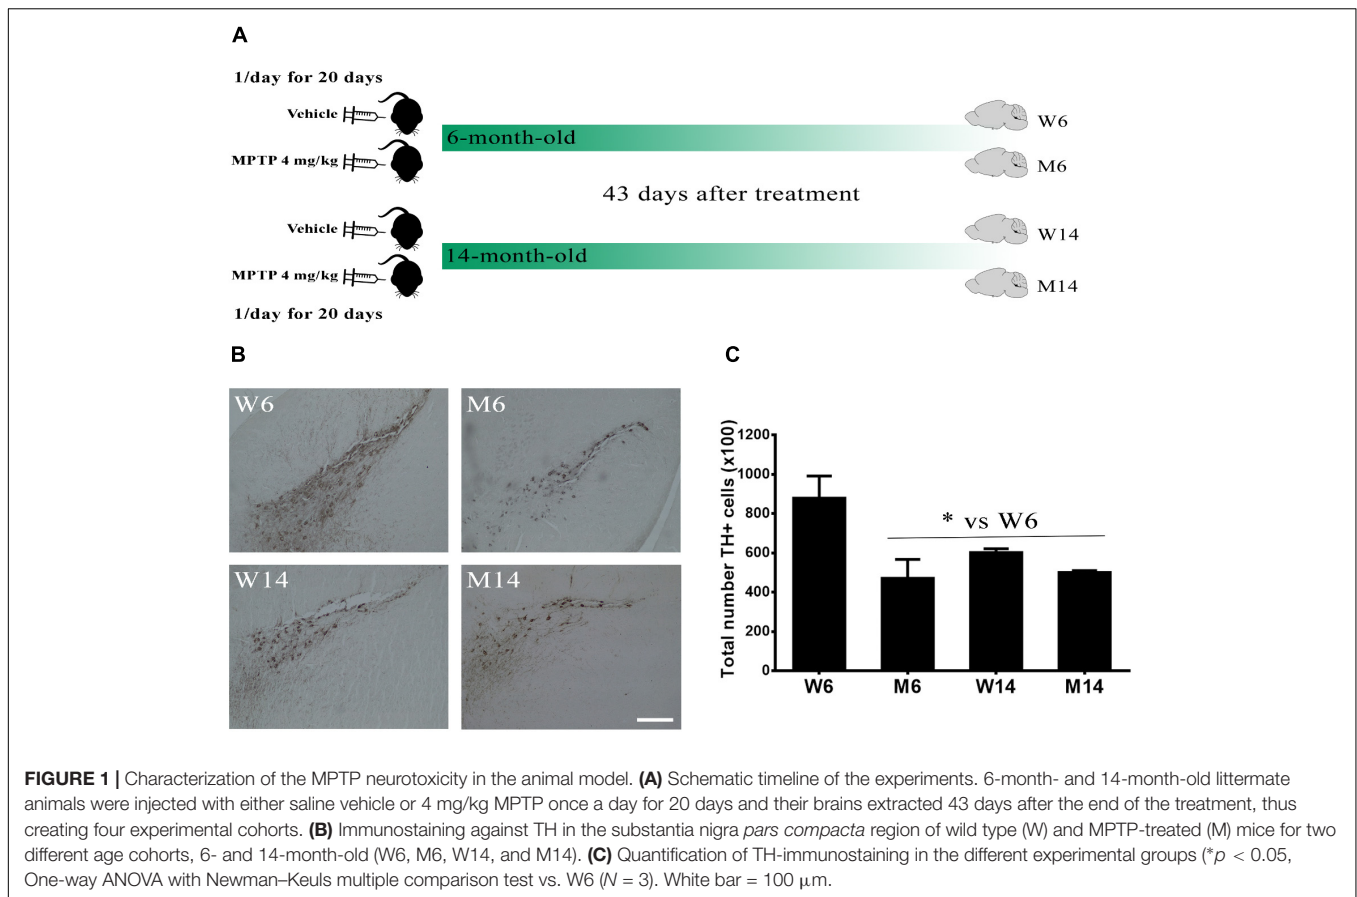 A
1/day for 20 days
Vehicle
6-month-old
W6
MPTP 4 mg/kg
M6
43 days after treatment
Vehicle
W14
14-month-old
MPTP 4 mg/kg
M14
1/day for 20 days
B
C
W6
M6
W14
M14
Total number TH+ cells (x100)
1200
1000
800
600
400
200
0
* vs W6
W6
M6
W14
M14
FIGURE 1 | Characterization of the MPTP neurotoxicity in the animal model. (A) Schematic timeline of the experiments. 6-month- and 14-month-old littermate
animals were injected with either saline vehicle or 4 mg/kg MPTP once a day for 20 days and their brains extracted 43 days after the end of the treatment, thus
creating four experimental cohorts. (B) Immunostaining against TH in the substantia nigra pars compacta region of wild type (W) and MPTP-treated (M) mice for two
different age cohorts, 6- and 14-month-old (W6, M6, W14, and M14). (C) Quantification of TH-immunostaining in the different experimental groups (*p < 0.05,
One-way ANOVA with Newman–Keuls multiple comparison test vs. W6 (N = 3). White bar = 100 μm.